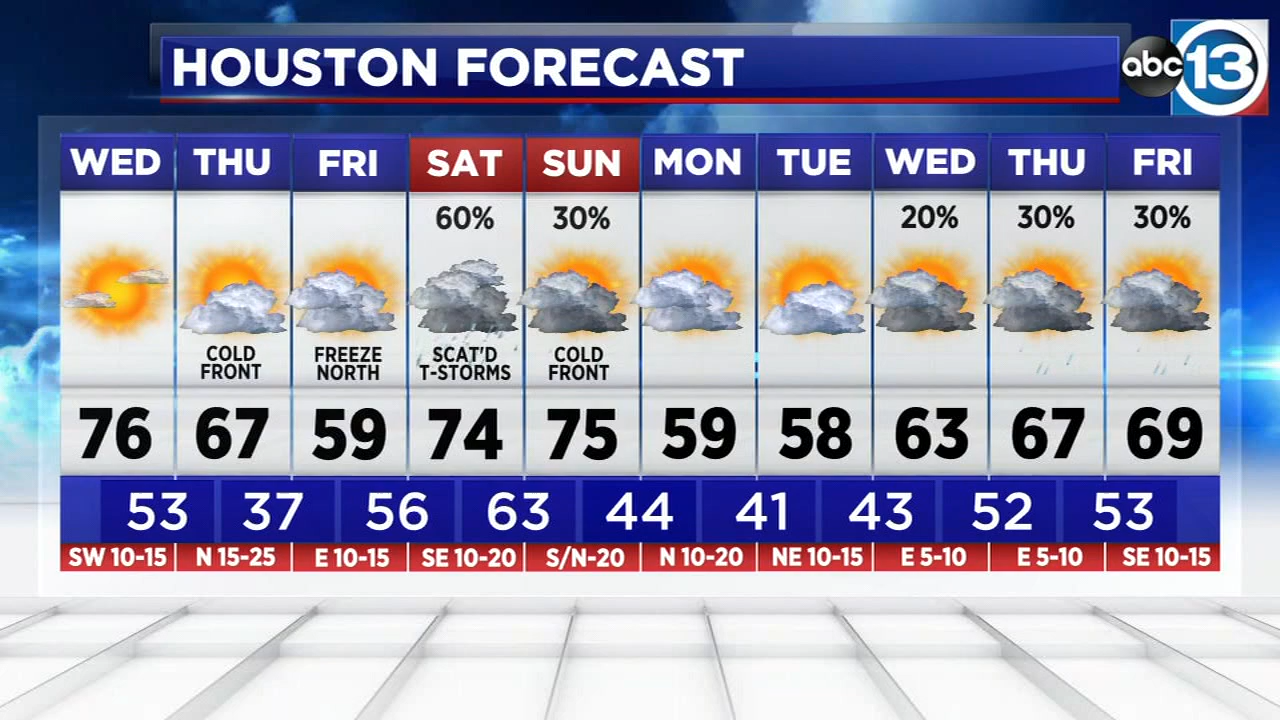 HOUSTON FORECAST
abc 13
WED THU FRI SAT SUN MON TUE WED THU FRI
60% 30% 20% 30% 30%
COLD FREEZE SCAT'D COLD
FRONT NORTH T-STORMS FRONT
76 67 59 74 75 59 58 63 67 69
53 37 56 63 44 41 43 52 53
SW 10-15 N 15-25 E 10-15 SE 10-20 S/N-20 N 10-20 NE 10-15 E 5-10 E 5-10 SE 10-15